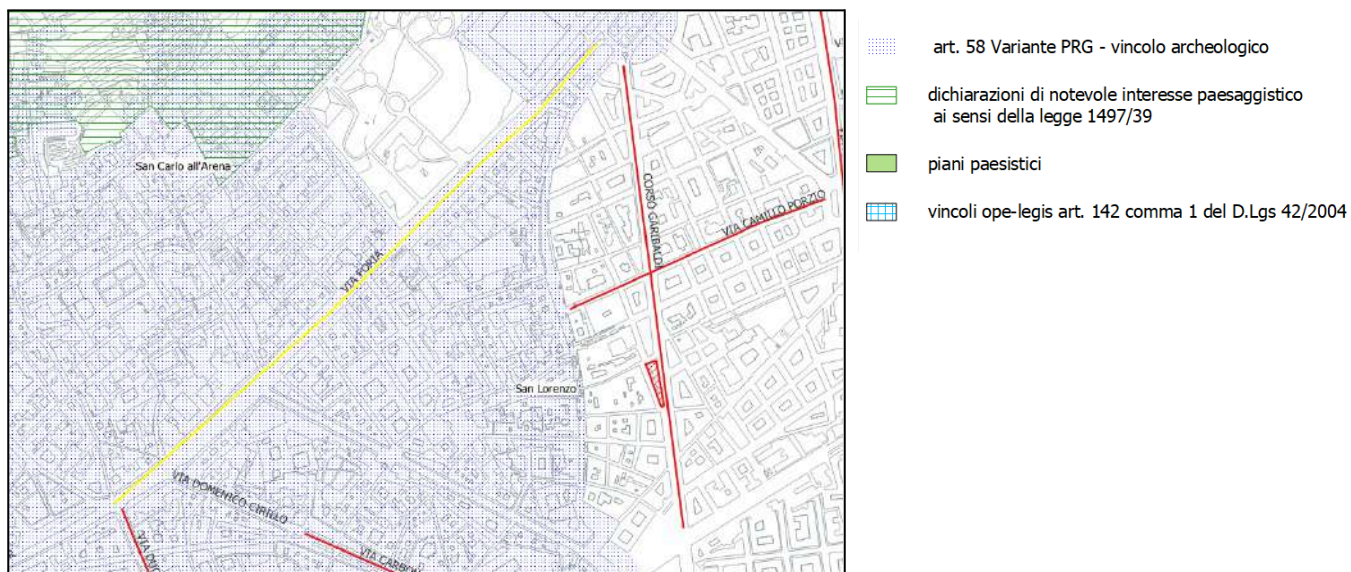 San Carlo all'Arena
CORSO GARIBALDI
VIA CAMILLO PORZIO
VIA FORIA
San Lorenzo
VIA DOMENICO CIRILLO
VIA CARBON
art. 58 Variante PRG - vincolo archeologico
dichiarazioni di notevole interesse paesaggistico
ai sensi della legge 1497/39
piani paesistici
vincoli ope-legis art. 142 comma 1 del D.Lgs 42/2004